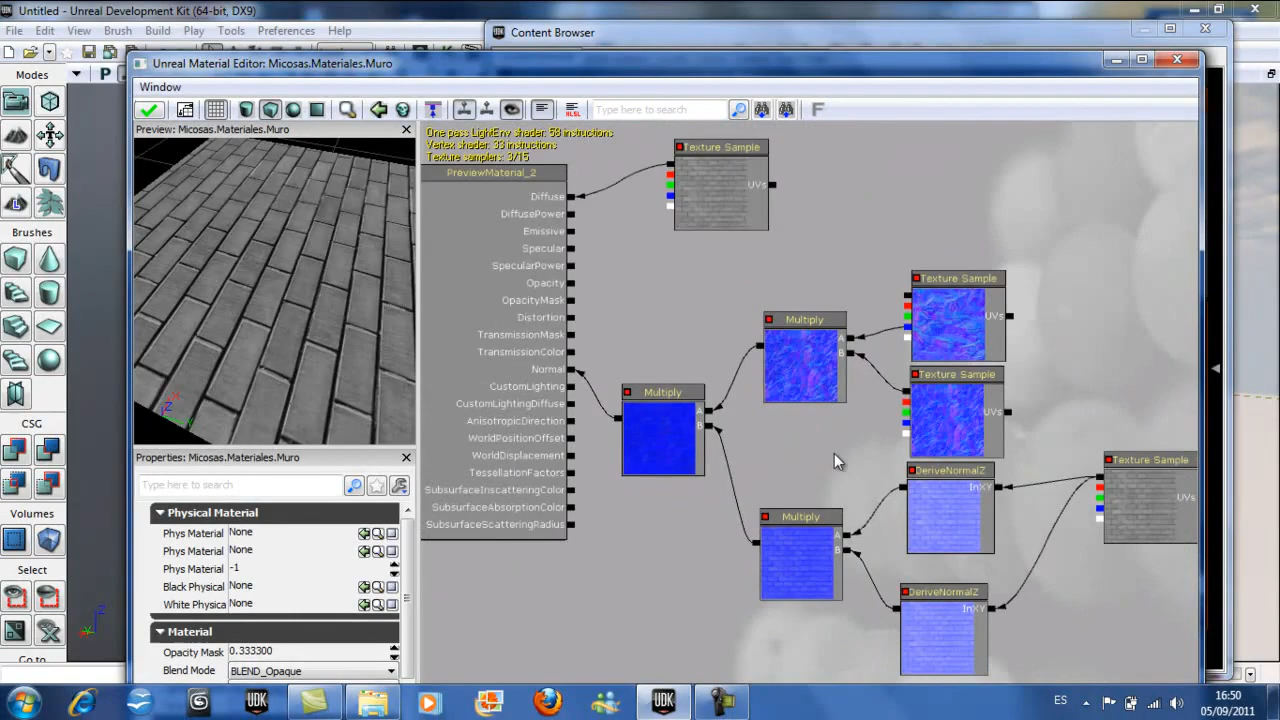 Untitled - Unreal Development Kit (64-bit, DX9)
File Edit View Brush Build Play Tools Preferences Help
Content Browser
Unreal Material Editor: Micosas.Materiales.Muro
Window
Type here to search
F
HLSL
Modes
P
Brushes
CSG
Volumes
Select
Go to
Preview: Micosas.Materiales.Muro
One pass LightEnv shader: 58 instructions
Vertex shader: 33 instructions
Texture samplers: 3/15
PreviewMaterial_2
Diffuse
DiffusePower
Emissive
Specular
SpecularPower
Opacity
OpacityMask
Distortion
TransmissionMask
TransmissionColor
Normal
CustomLighting
CustomLightingDiffuse
AnisotropicDirection
WorldPositionOffset
WorldDisplacement
TessellationFactors
SubsurfaceInscatteringColor
SubsurfaceAbsorptionColor
SubsurfaceScatteringRadius
Texture Sample
UVs
Texture Sample
UVs
Multiply
A
B
Texture Sample
UVs
Multiply
A
B
DeriveNormalZ
InXY
Texture Sample
UVs
Multiply
A
B
DeriveNormalZ
InXY
Properties: Micosas.Materiales.Muro
Type here to search
Physical Material
Phys Material None
Phys Material None
Phys Material -1
Black Physical None
White Physica None
Material
Opacity Mask 0.333300
Blend Mode BLEND_Opaque
UDK
UDK
ES
16:50
05/09/2011